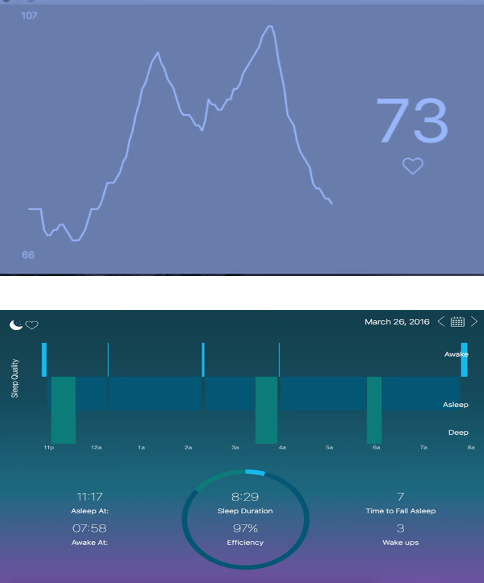 107
73
66
March 26, 2016
Sleep Quality
Awake
Asleep
Deep
11p 12a 1a 2a 3a 4a 5a 6a 7a 8a
11:17 8:29 7
Asleep At: Sleep Duration Time to Fall Asleep
07:58 97% 3
Awake At: Efficiency Wake ups